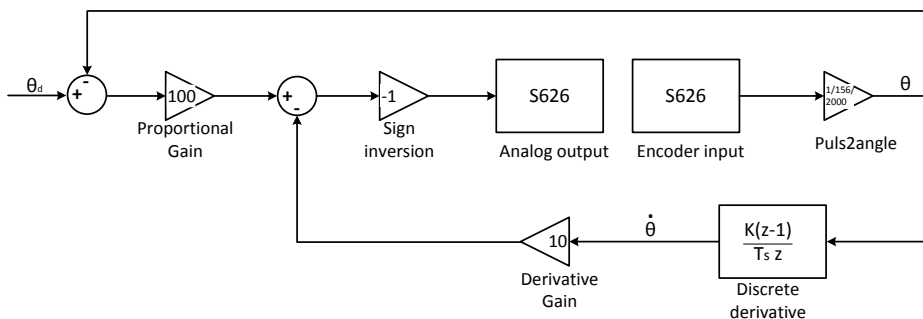 θd
+
-
100
Proportional
Gain
+
-
-1
Sign
inversion
S626
Analog output
S626
Encoder input
1/156/
2000
Puls2angle
θ
10
Derivative
Gain
θ̇
K(z-1)
Ts z
Discrete
derivative